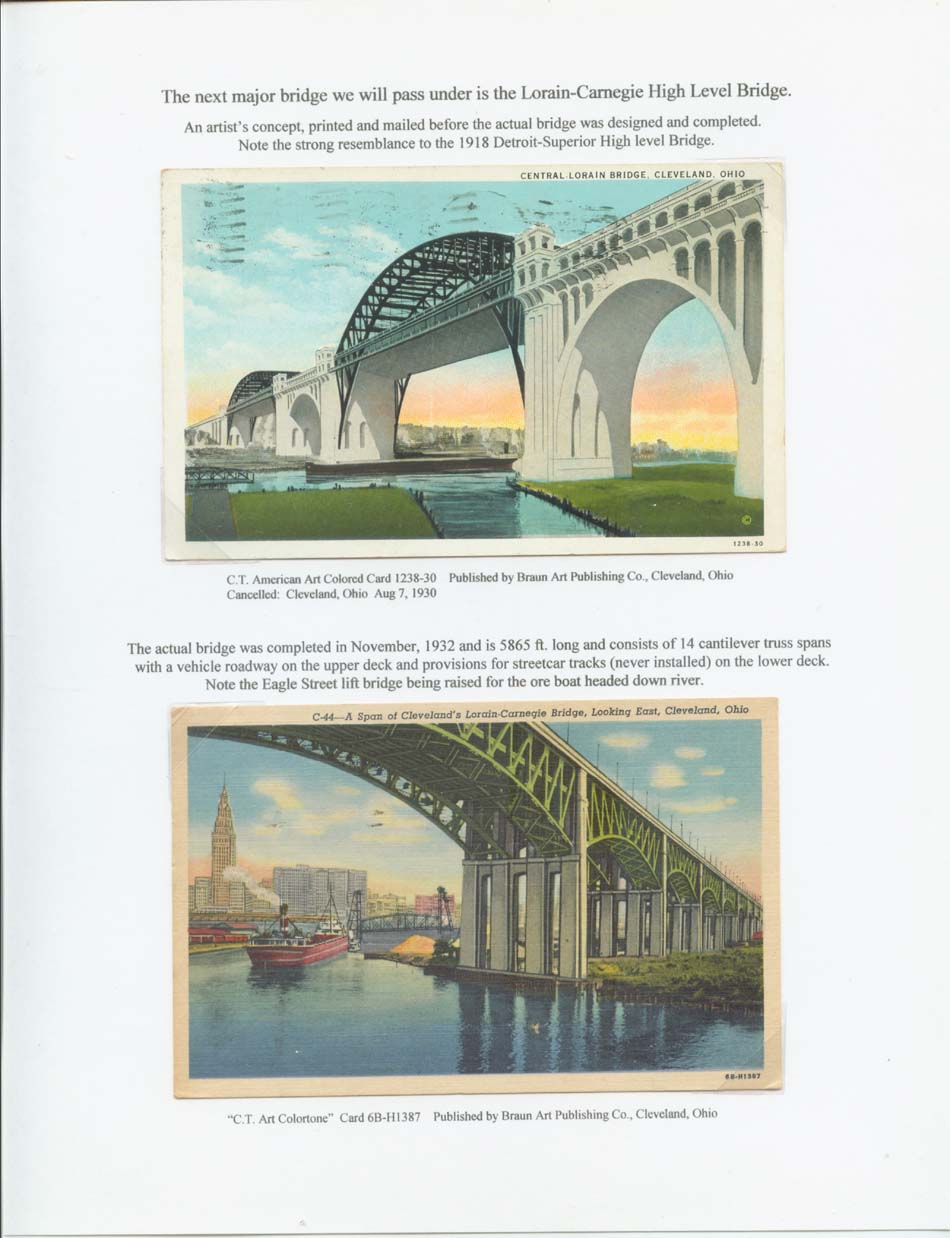 The next major bridge we will pass under is the Lorain-Carnegie High Level Bridge.
An artist's concept, printed and mailed before the actual bridge was designed and completed.
Note the strong resemblance to the 1918 Detroit-Superior High level Bridge.
CENTRAL-LORAIN BRIDGE, CLEVELAND, OHIO
©
1238-30
C.T. American Art Colored Card 1238-30 Published by Braun Art Publishing Co., Cleveland, Ohio
Cancelled: Cleveland, Ohio Aug 7, 1930
The actual bridge was completed in November, 1932 and is 5865 ft. long and consists of 14 cantilever truss spans
with a vehicle roadway on the upper deck and provisions for streetcar tracks (never installed) on the lower deck.
Note the Eagle Street lift bridge being raised for the ore boat headed down river.
C-44—A Span of Cleveland's Lorain-Carnegie Bridge, Looking East, Cleveland, Ohio
6B-H1387
"C.T. Art Colortone" Card 6B-H1387 Published by Braun Art Publishing Co., Cleveland, Ohio